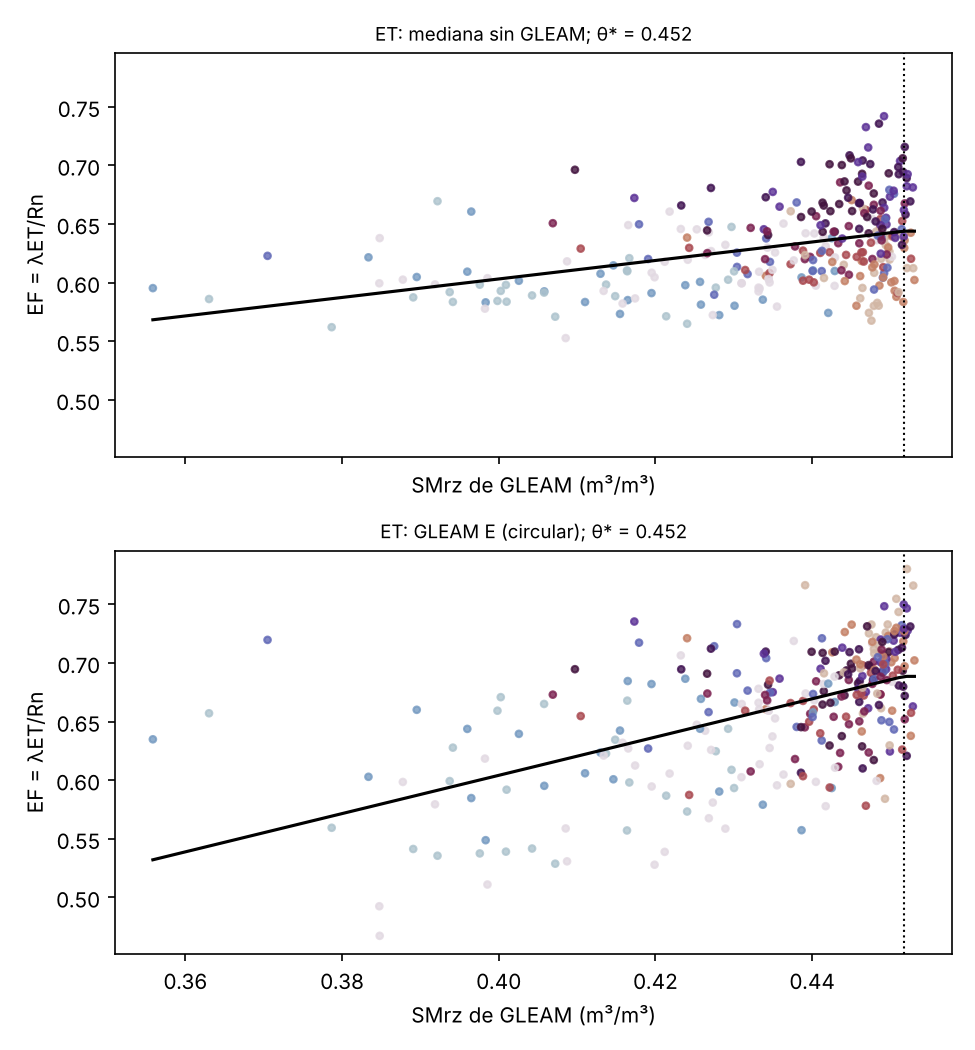 ET: mediana sin GLEAM; θ* = 0.452
0.75
0.70
0.65
0.60
0.55
0.50
EF = λET/Rn
SMrz de GLEAM (m³/m³)
ET: GLEAM E (circular); θ* = 0.452
0.75
0.70
0.65
0.60
0.55
0.50
EF = λET/Rn
0.36 0.38 0.40 0.42 0.44
SMrz de GLEAM (m³/m³)